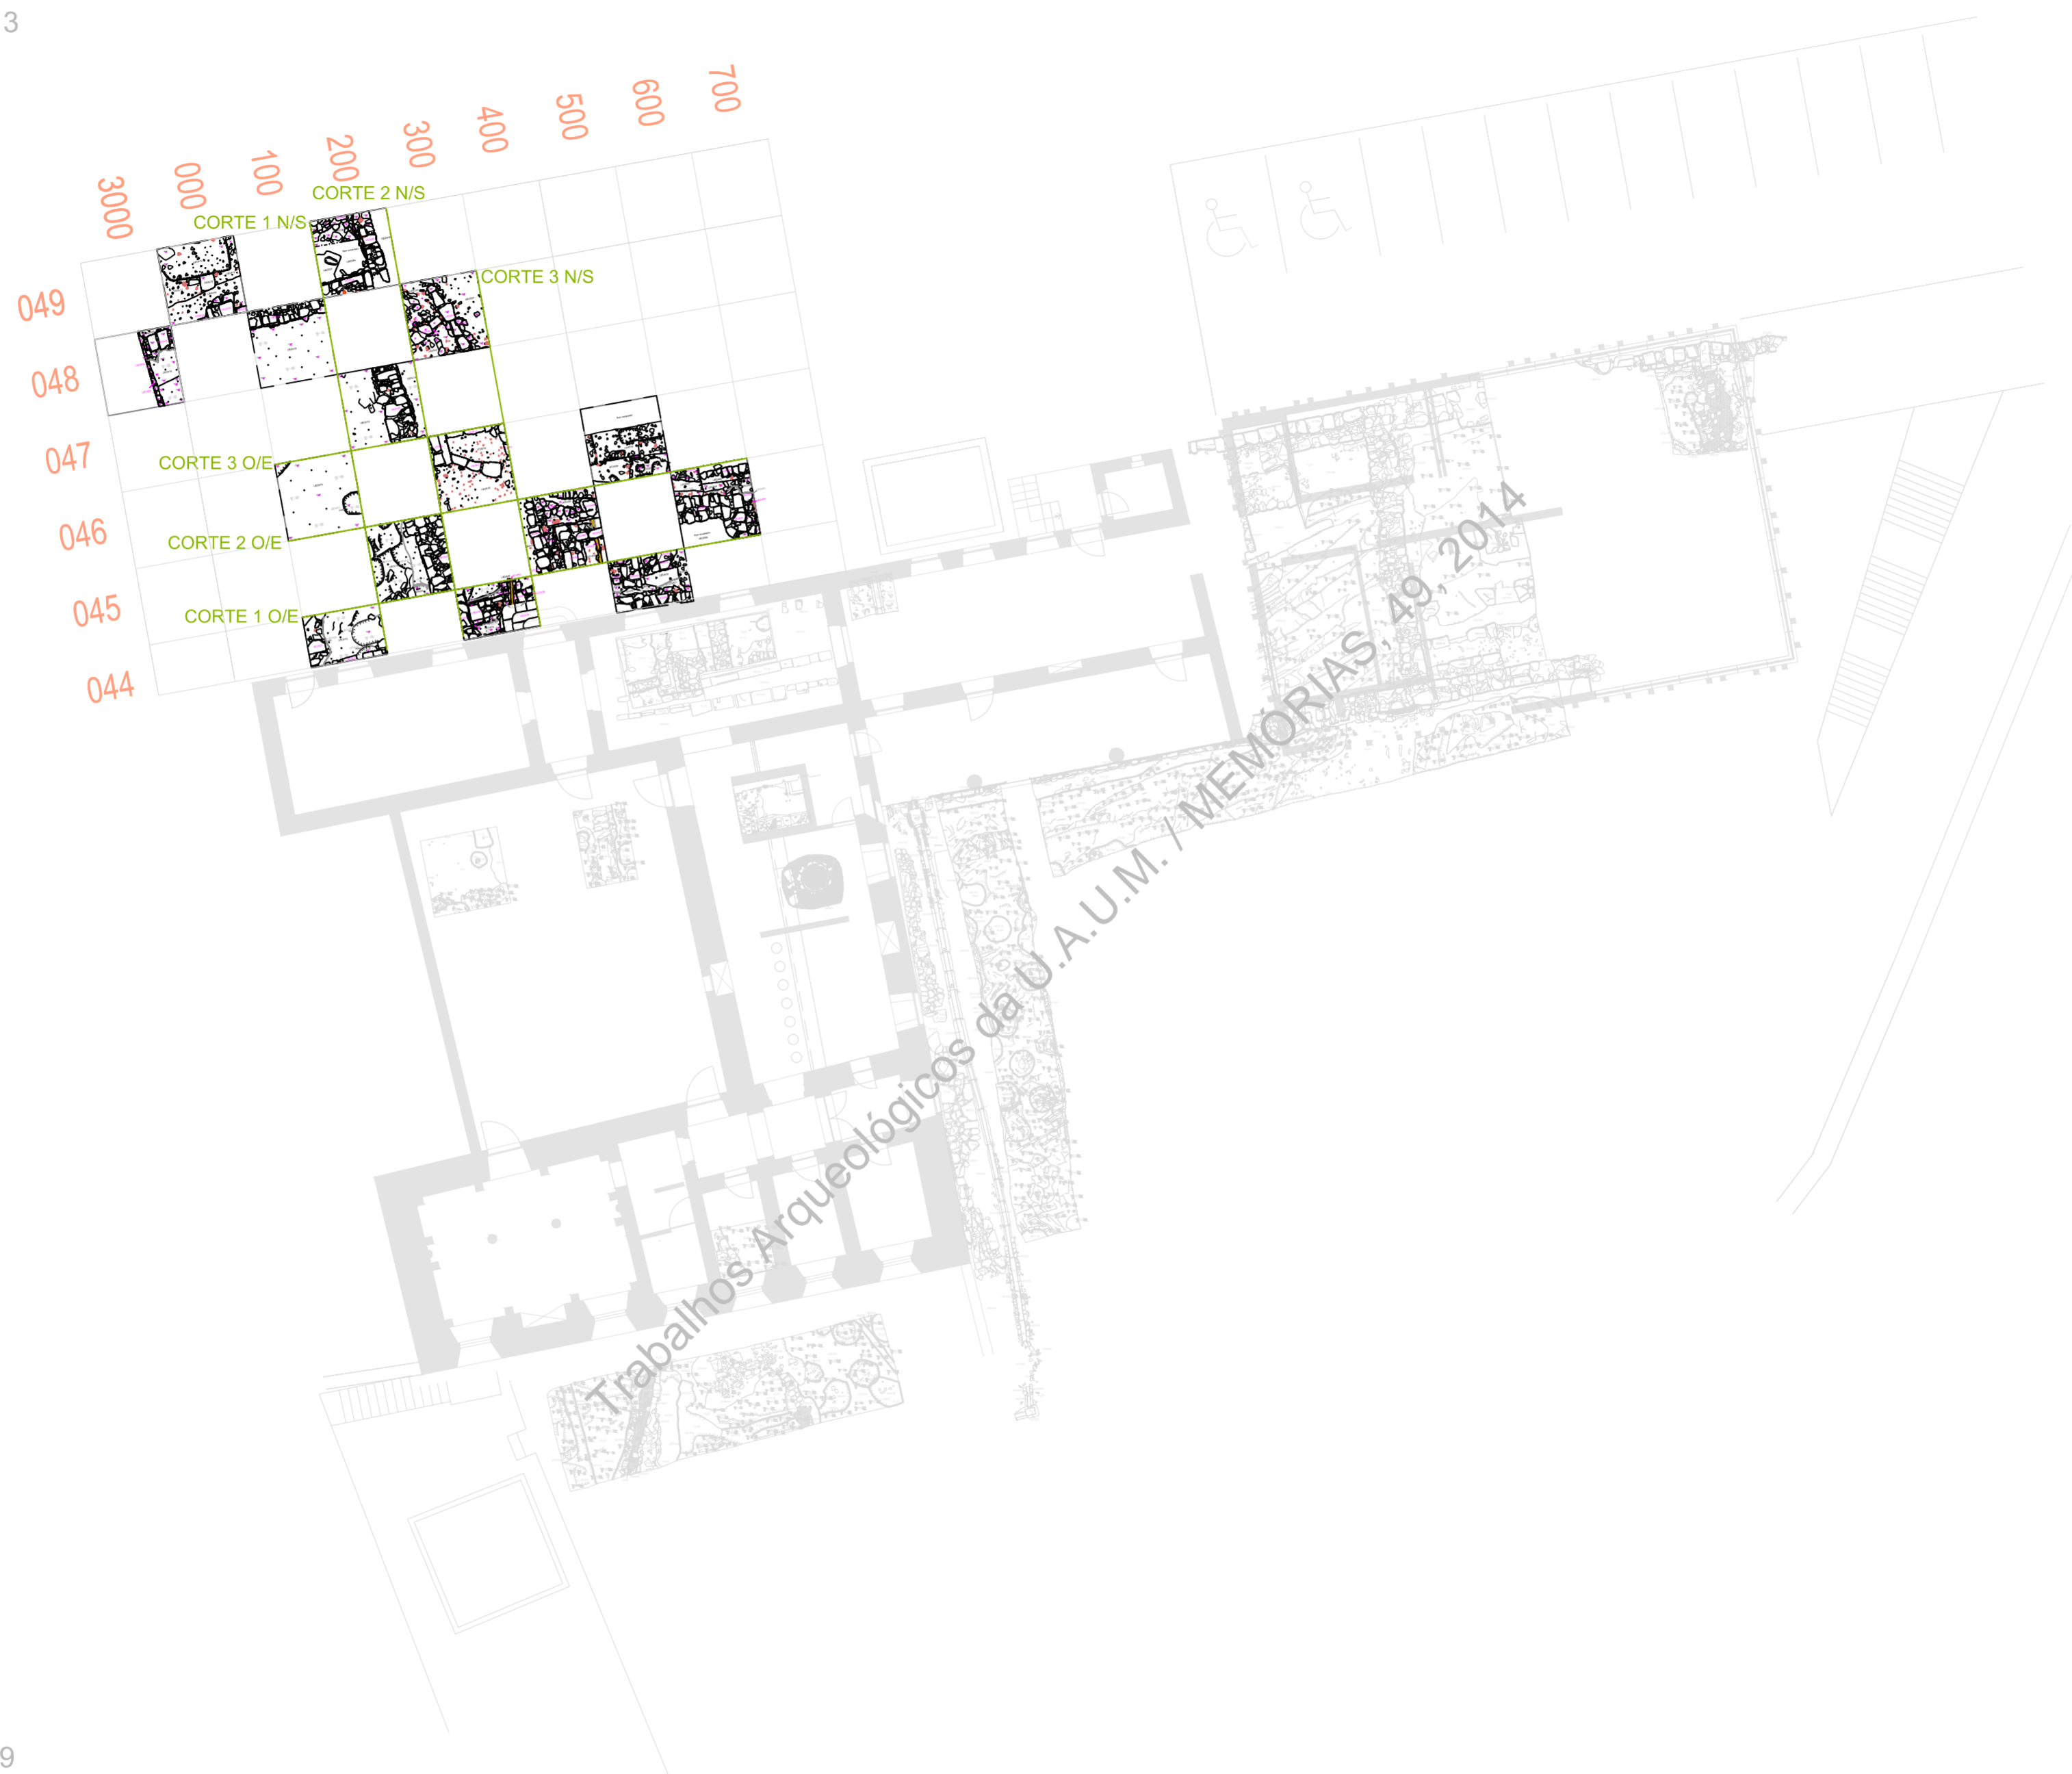 3
3000
000
100
200
300
400
500
600
700
CORTE 2 N/S
CORTE 1 N/S
CORTE 3 N/S
049
048
047
CORTE 3 O/E
046
CORTE 2 O/E
045
CORTE 1 O/E
044
Trabalhos Arqueológicos da U.A.U.M. / MEMÓRIAS, 49, 2014
9